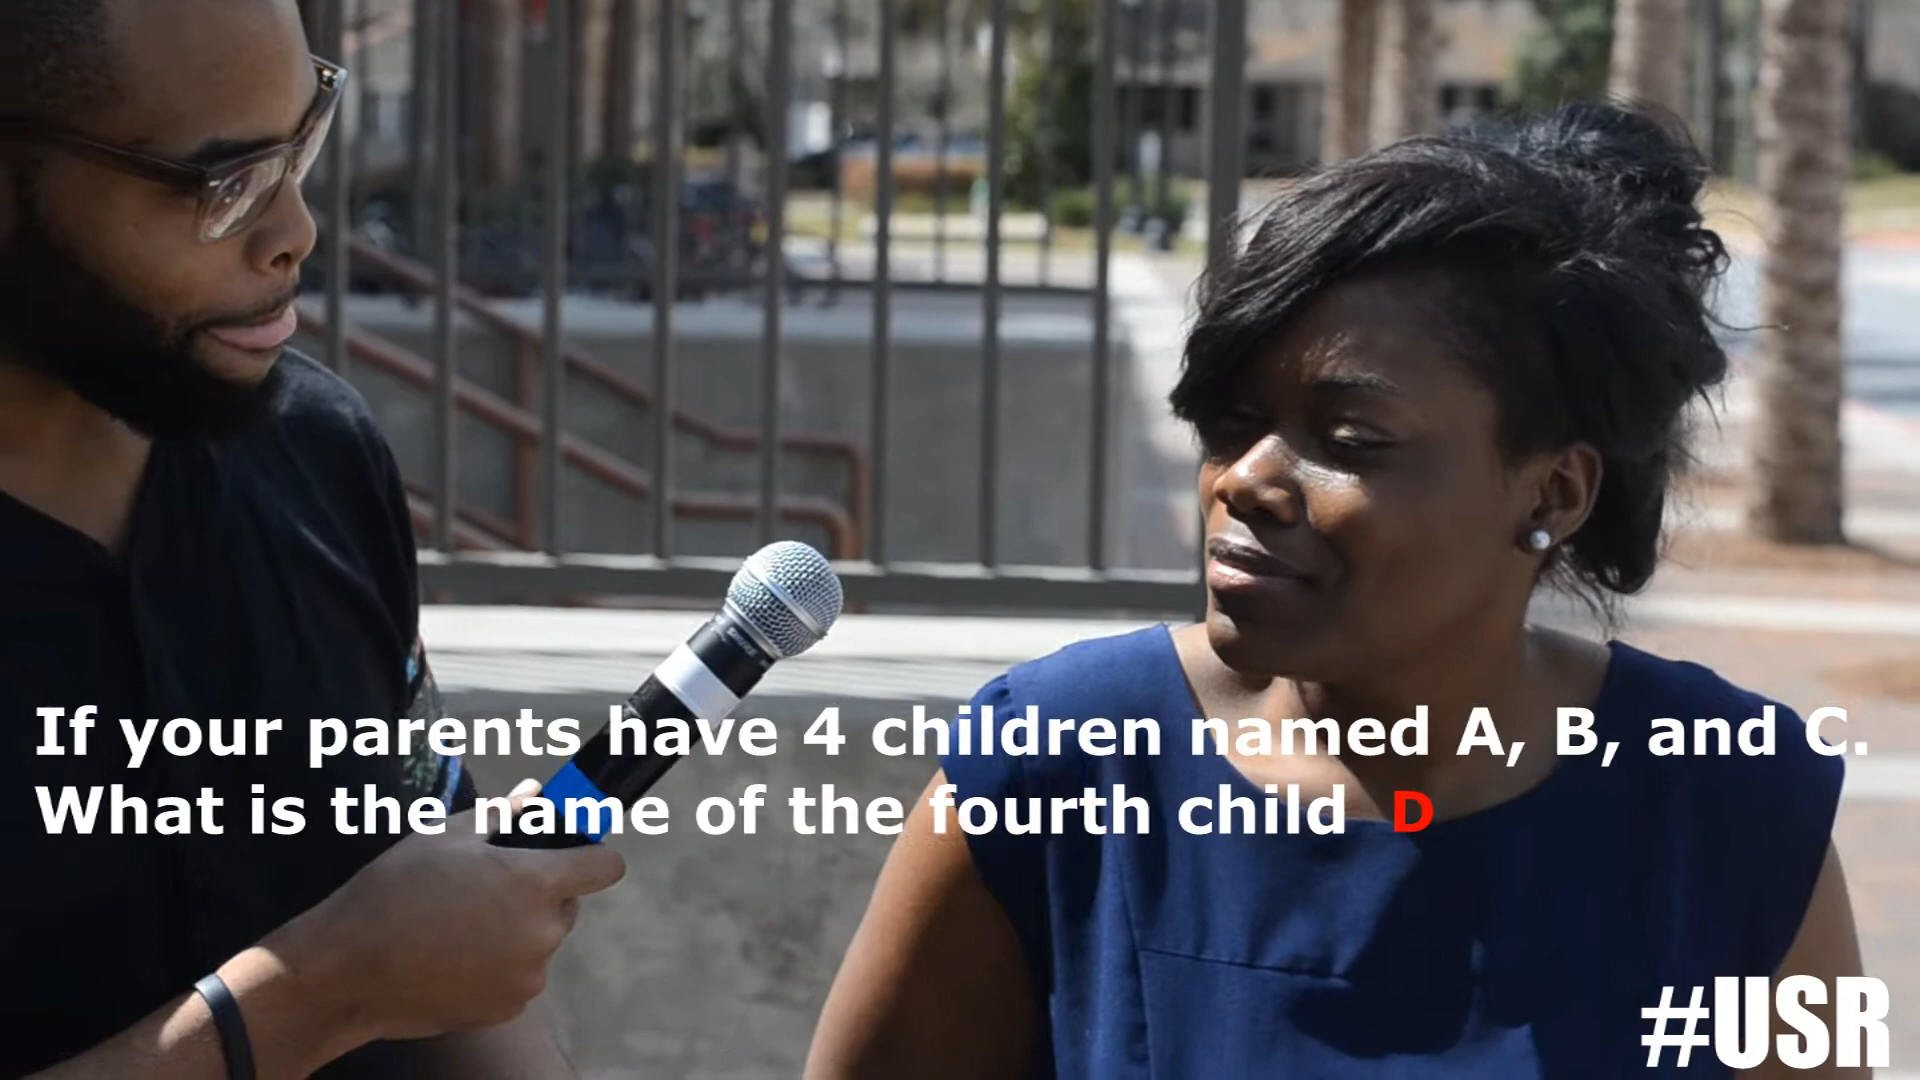 If your parents have 4 children named A, B, and C.
What is the name of the fourth child D
#USR